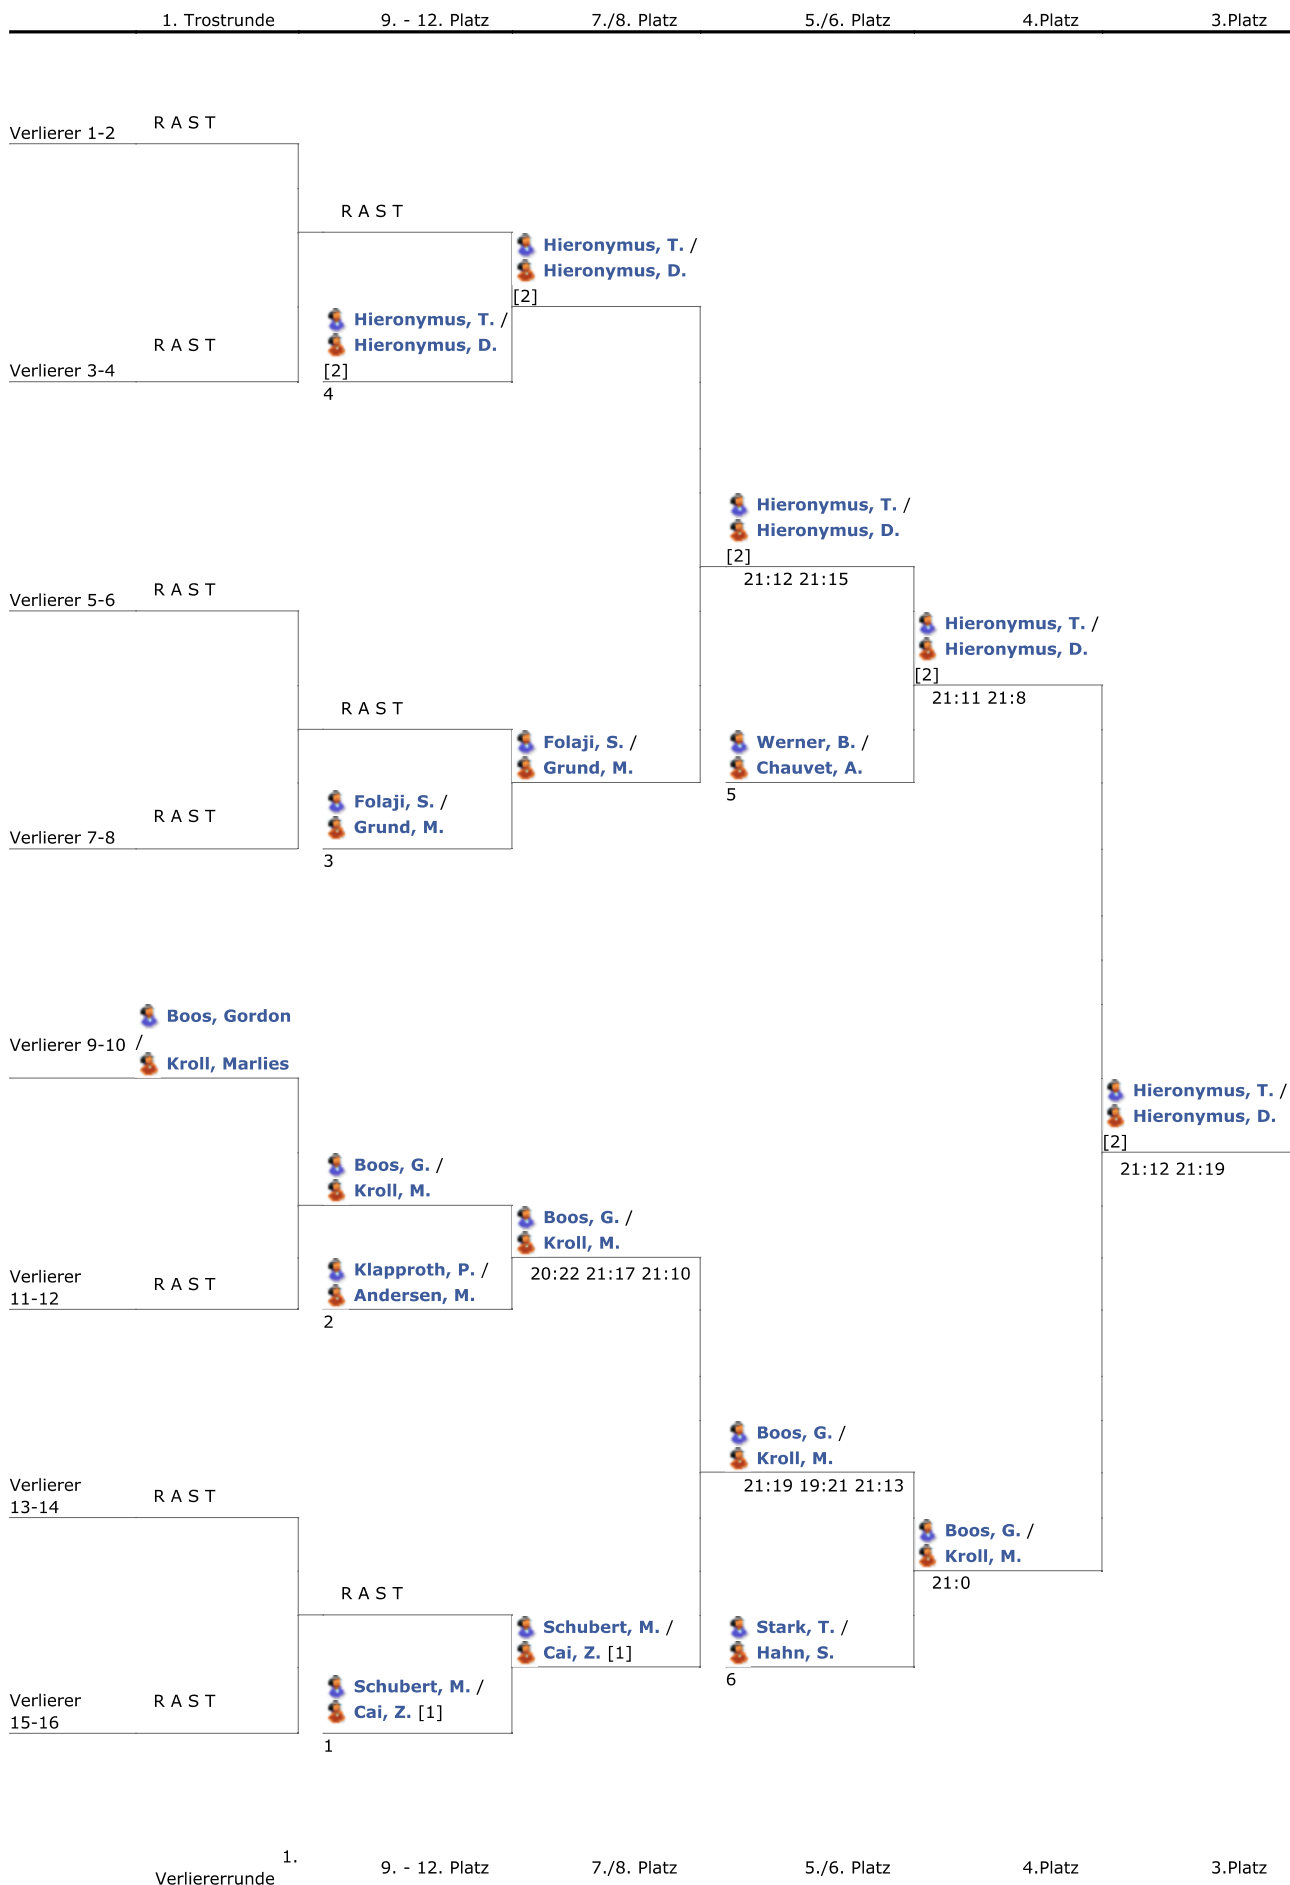 1. Trostrunde 9. - 12. Platz 7./8. Platz 5./6. Platz 4.Platz 3.Platz
R A S T
Verlierer 1-2
R A S T
Hieronymus, T. /
Hieronymus, D.
[2]
Hieronymus, T. /
R A S T
Hieronymus, D.
Verlierer 3-4
[2]
4
Hieronymus, T. /
Hieronymus, D.
[2]
21:12 21:15
R A S T
Verlierer 5-6
Hieronymus, T. /
Hieronymus, D.
[2]
21:11 21:8
R A S T
Folaji, S. /
Grund, M.
Werner, B. /
Chauvet, A.
5
Folaji, S. /
Grund, M.
R A S T
Verlierer 7-8
3
Boos, Gordon
Verlierer 9-10 /
Kroll, Marlies
Hieronymus, T. /
Hieronymus, D.
[2]
21:12 21:19
Boos, G. /
Kroll, M.
Boos, G. /
Kroll, M.
20:22 21:17 21:10
Verlierer
11-12
R A S T
Klapproth, P. /
Andersen, M.
2
Boos, G. /
Kroll, M.
21:19 19:21 21:13
Verlierer
13-14
R A S T
Boos, G. /
Kroll, M.
21:0
R A S T
Schubert, M. /
Cai, Z. [1]
Stark, T. /
Hahn, S.
6
Verlierer
15-16
R A S T
Schubert, M. /
Cai, Z. [1]
1
1.
Verliererrunde
9. - 12. Platz 7./8. Platz 5./6. Platz 4.Platz 3.Platz